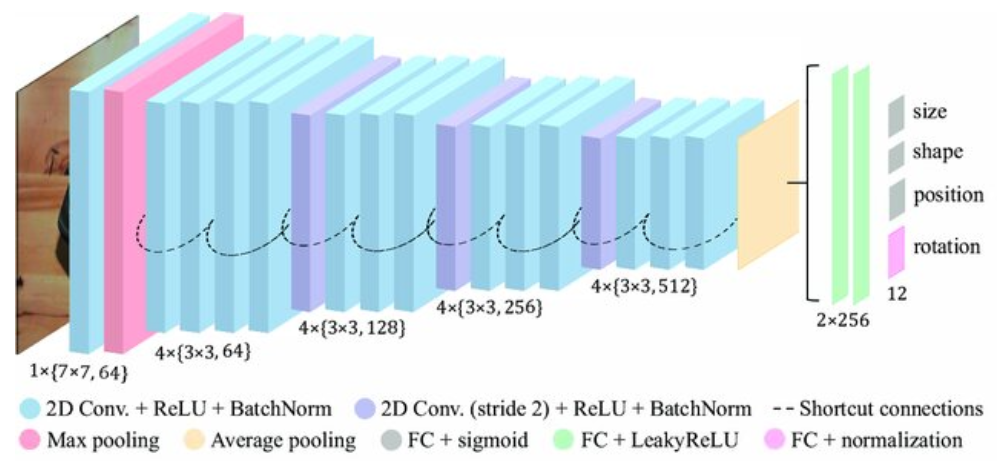 size
shape
position
rotation
12
2×256
4×{3×3, 512}
4×{3×3, 256}
4×{3×3, 128}
4×{3×3, 64}
1×{7×7, 64}
2D Conv. + ReLU + BatchNorm 2D Conv. (stride 2) + ReLU + BatchNorm Shortcut connections
Max pooling Average pooling FC + sigmoid FC + LeakyReLU FC + normalization